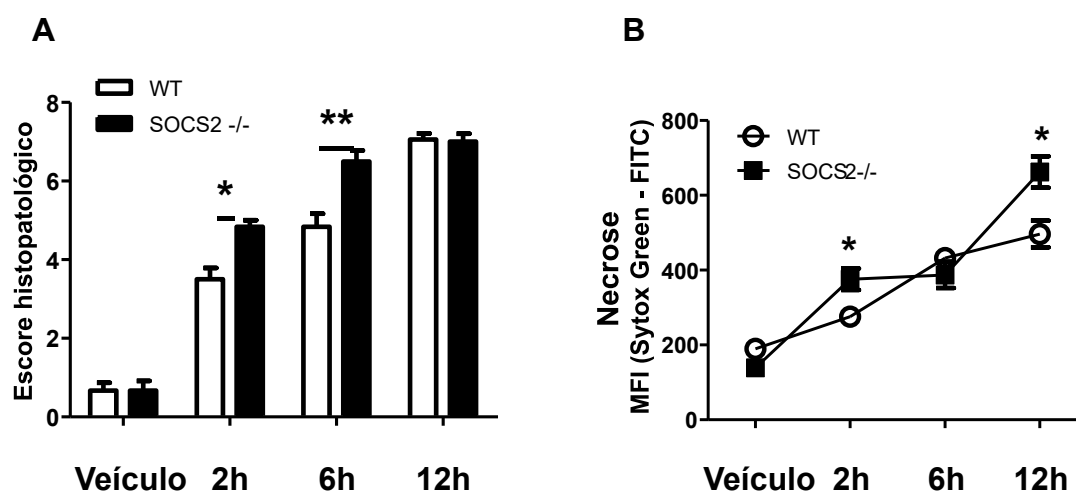 A
WT
SOCS2 -/-
Escore histopatológico
8
6
4
2
0
*
**
Veículo 2h 6h 12h
B
WT
SOCS2-/-
Necrose
MFI (Sytox Green - FITC)
800
600
400
200
0
*
*
Veículo 2h 6h 12h